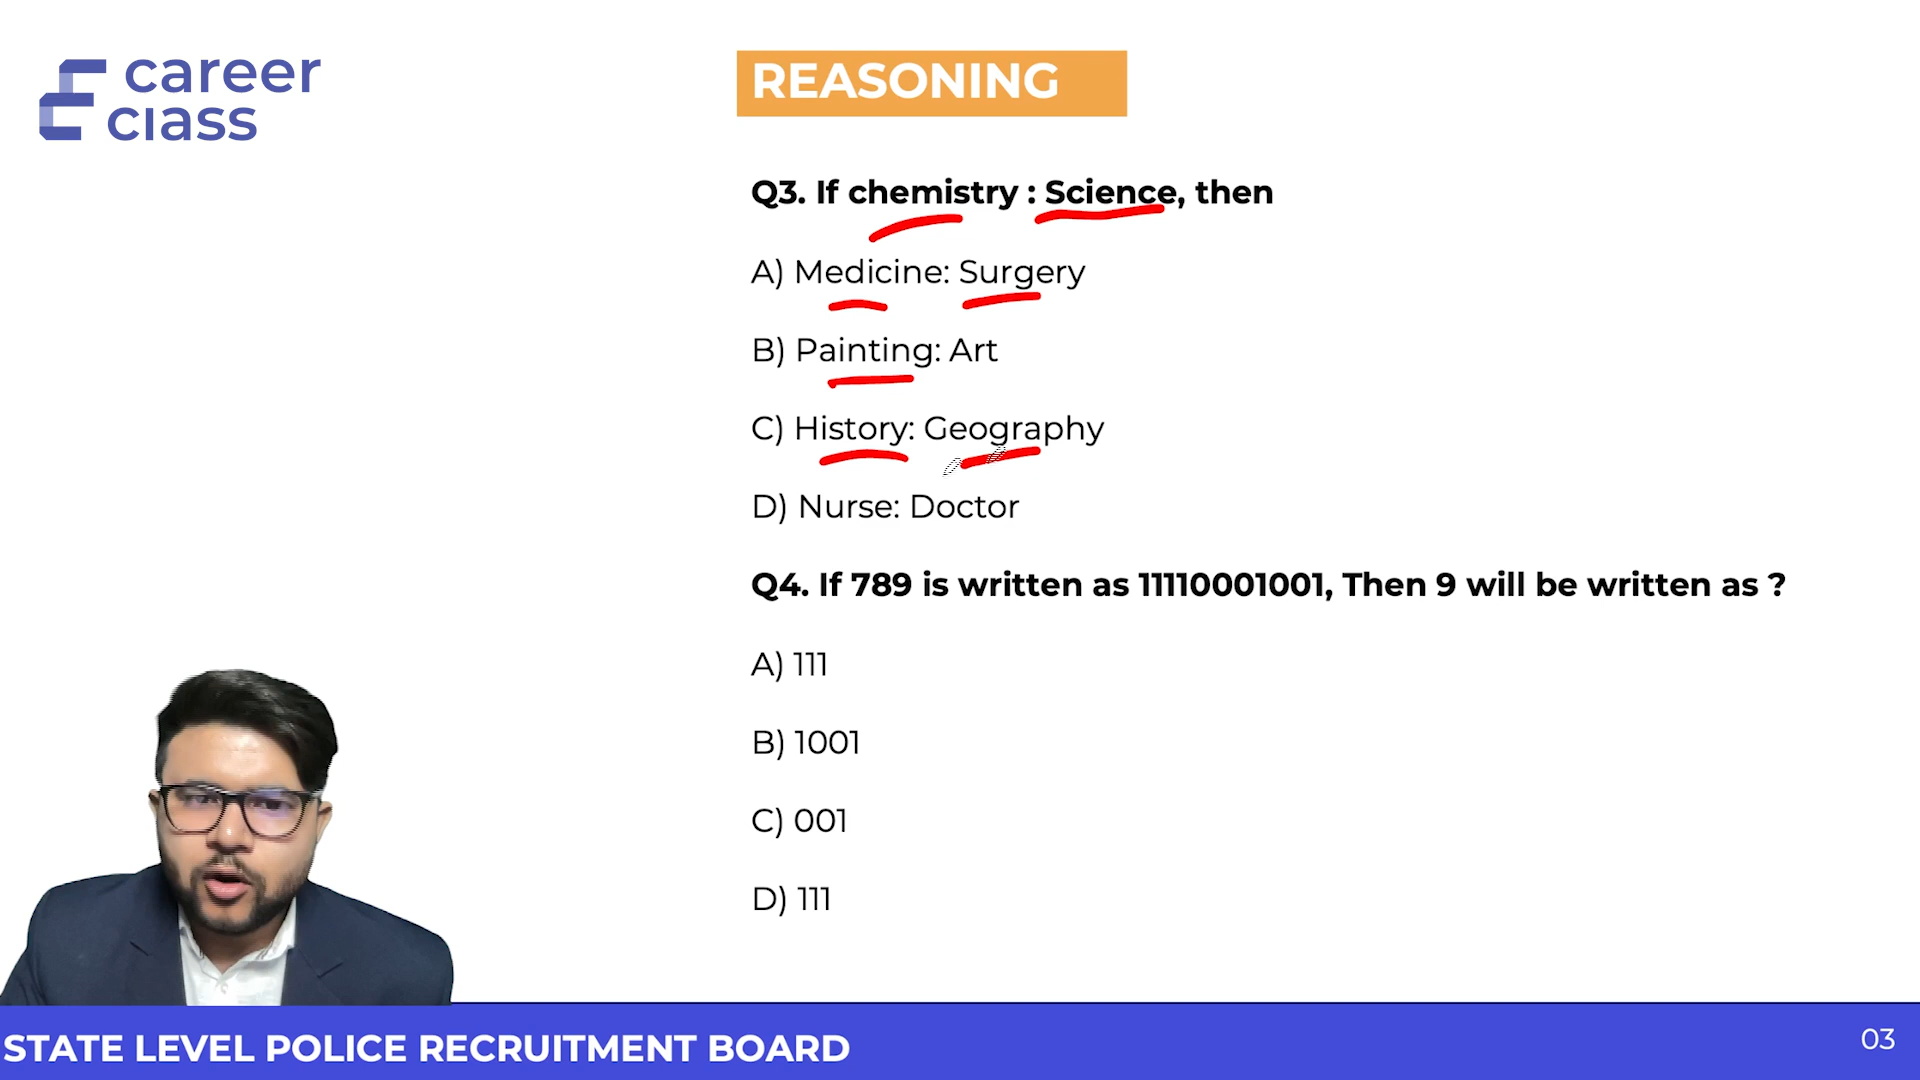 career
class
REASONING
Q3. If chemistry : Science, then
A) Medicine: Surgery
B) Painting: Art
C) History: Geography
D) Nurse: Doctor
Q4. If 789 is written as 11110001001, Then 9 will be written as ?
A) 111
B) 1001
C) 001
D) 111
STATE LEVEL POLICE RECRUITMENT BOARD
03